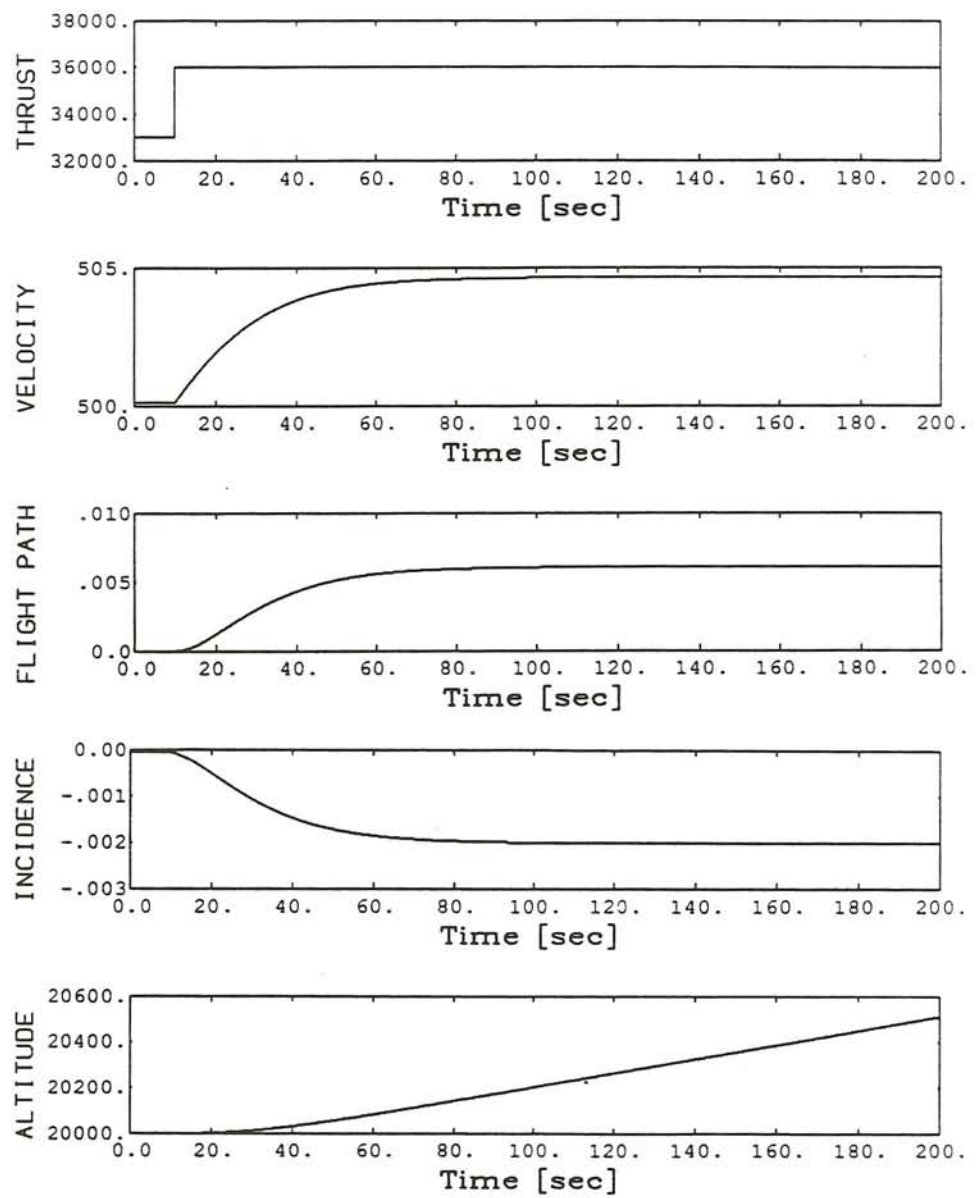 38000.
36000.
34000.
32000.
THRUST
0.0 20. 40. 60. 80. 100. 120. 140. 160. 180. 200.
Time [sec]
505.
500.
VELOCITY
0.0 20. 40. 60. 80. 100. 120. 140. 160. 180. 200.
Time [sec]
.010
.005
0.0
FLIGHT PATH
0.0 20. 40. 60. 80. 100. 120. 140. 160. 180. 200.
Time [sec]
0.00
-.001
-.002
-.003
INCIDENCE
0.0 20. 40. 60. 80. 100. 120. 140. 160. 180. 200.
Time [sec]
20600.
20400.
20200.
20000.
ALTITUDE
0.0 20. 40. 60. 80. 100. 120. 140. 160. 180. 200.
Time [sec]